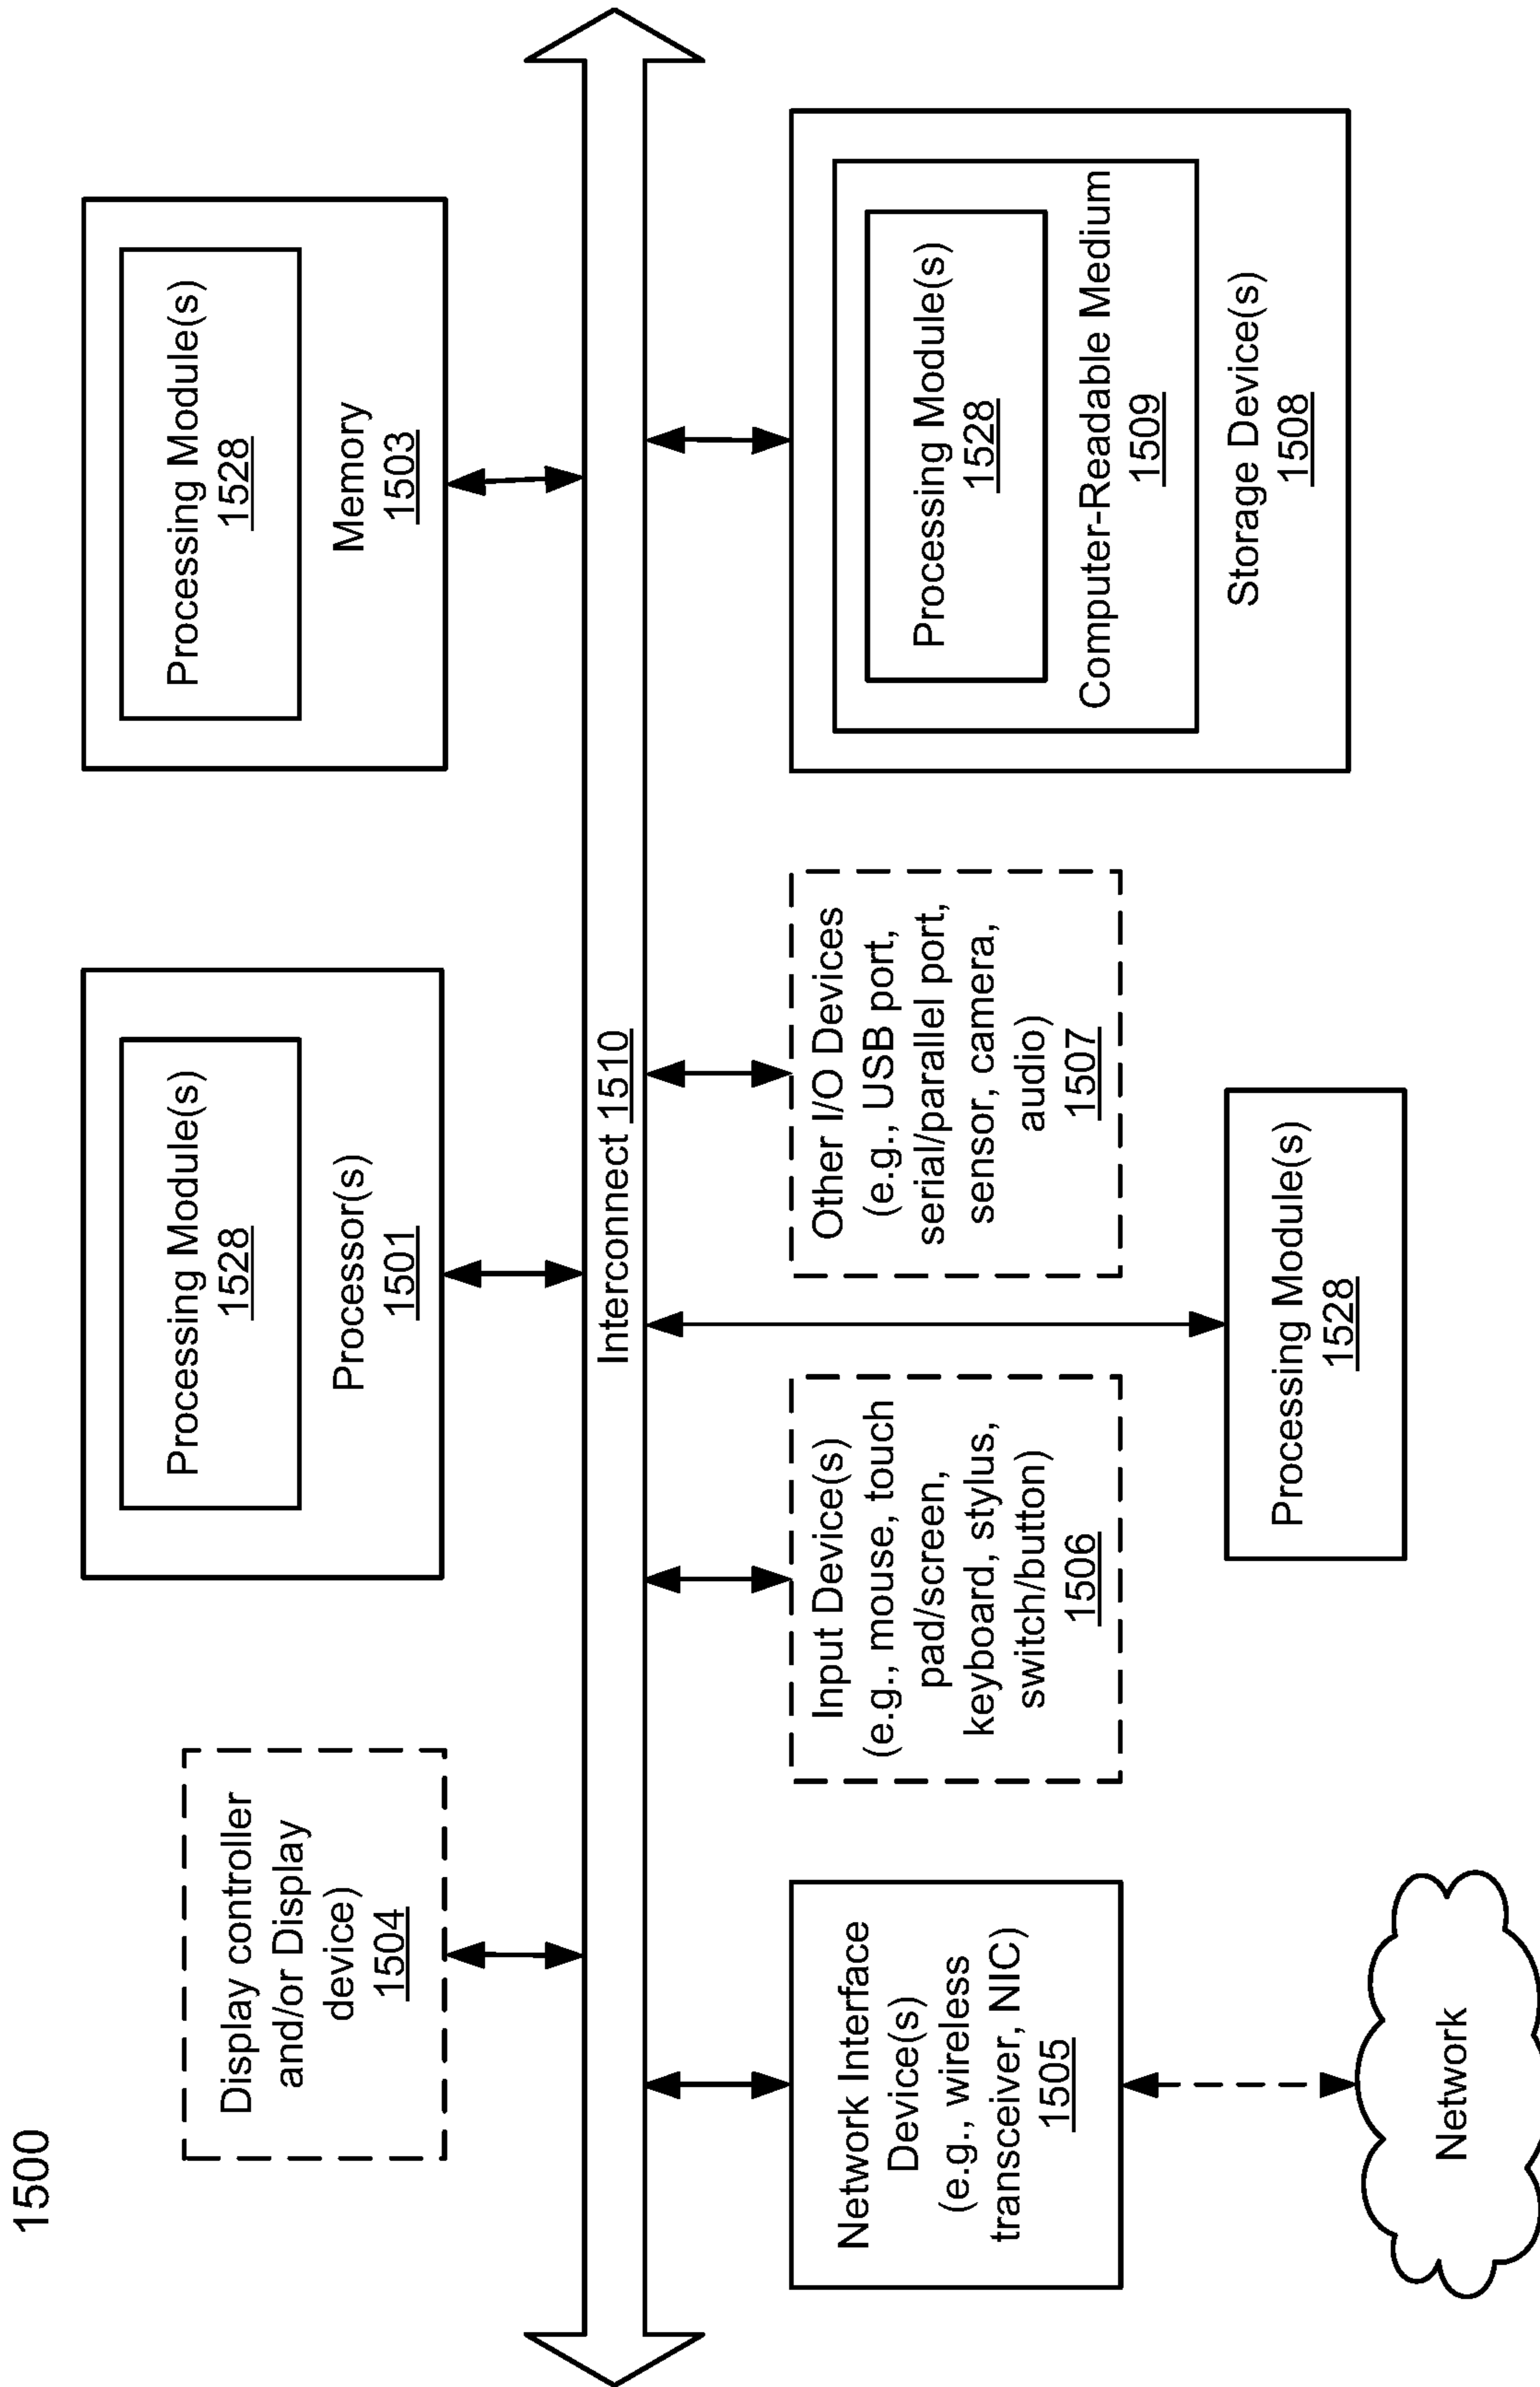 1500
Display controller
and/or Display
device)
1504
Processing Module(s)
1528
Processor(s)
1501
Processing Module(s)
1528
Memory
1503
Interconnect 1510
Network Interface
Device(s)
(e.g., wireless
transceiver, NIC)
1505
Input Device(s)
(e.g., mouse, touch
pad/screen,
keyboard, stylus,
switch/button)
1506
Other I/O Devices
(e.g., USB port,
serial/parallel port,
sensor, camera,
audio)
1507
Processing Module(s)
1528
Computer-Readable Medium
1509
Storage Device(s)
1508
Processing Module(s)
1528
Network